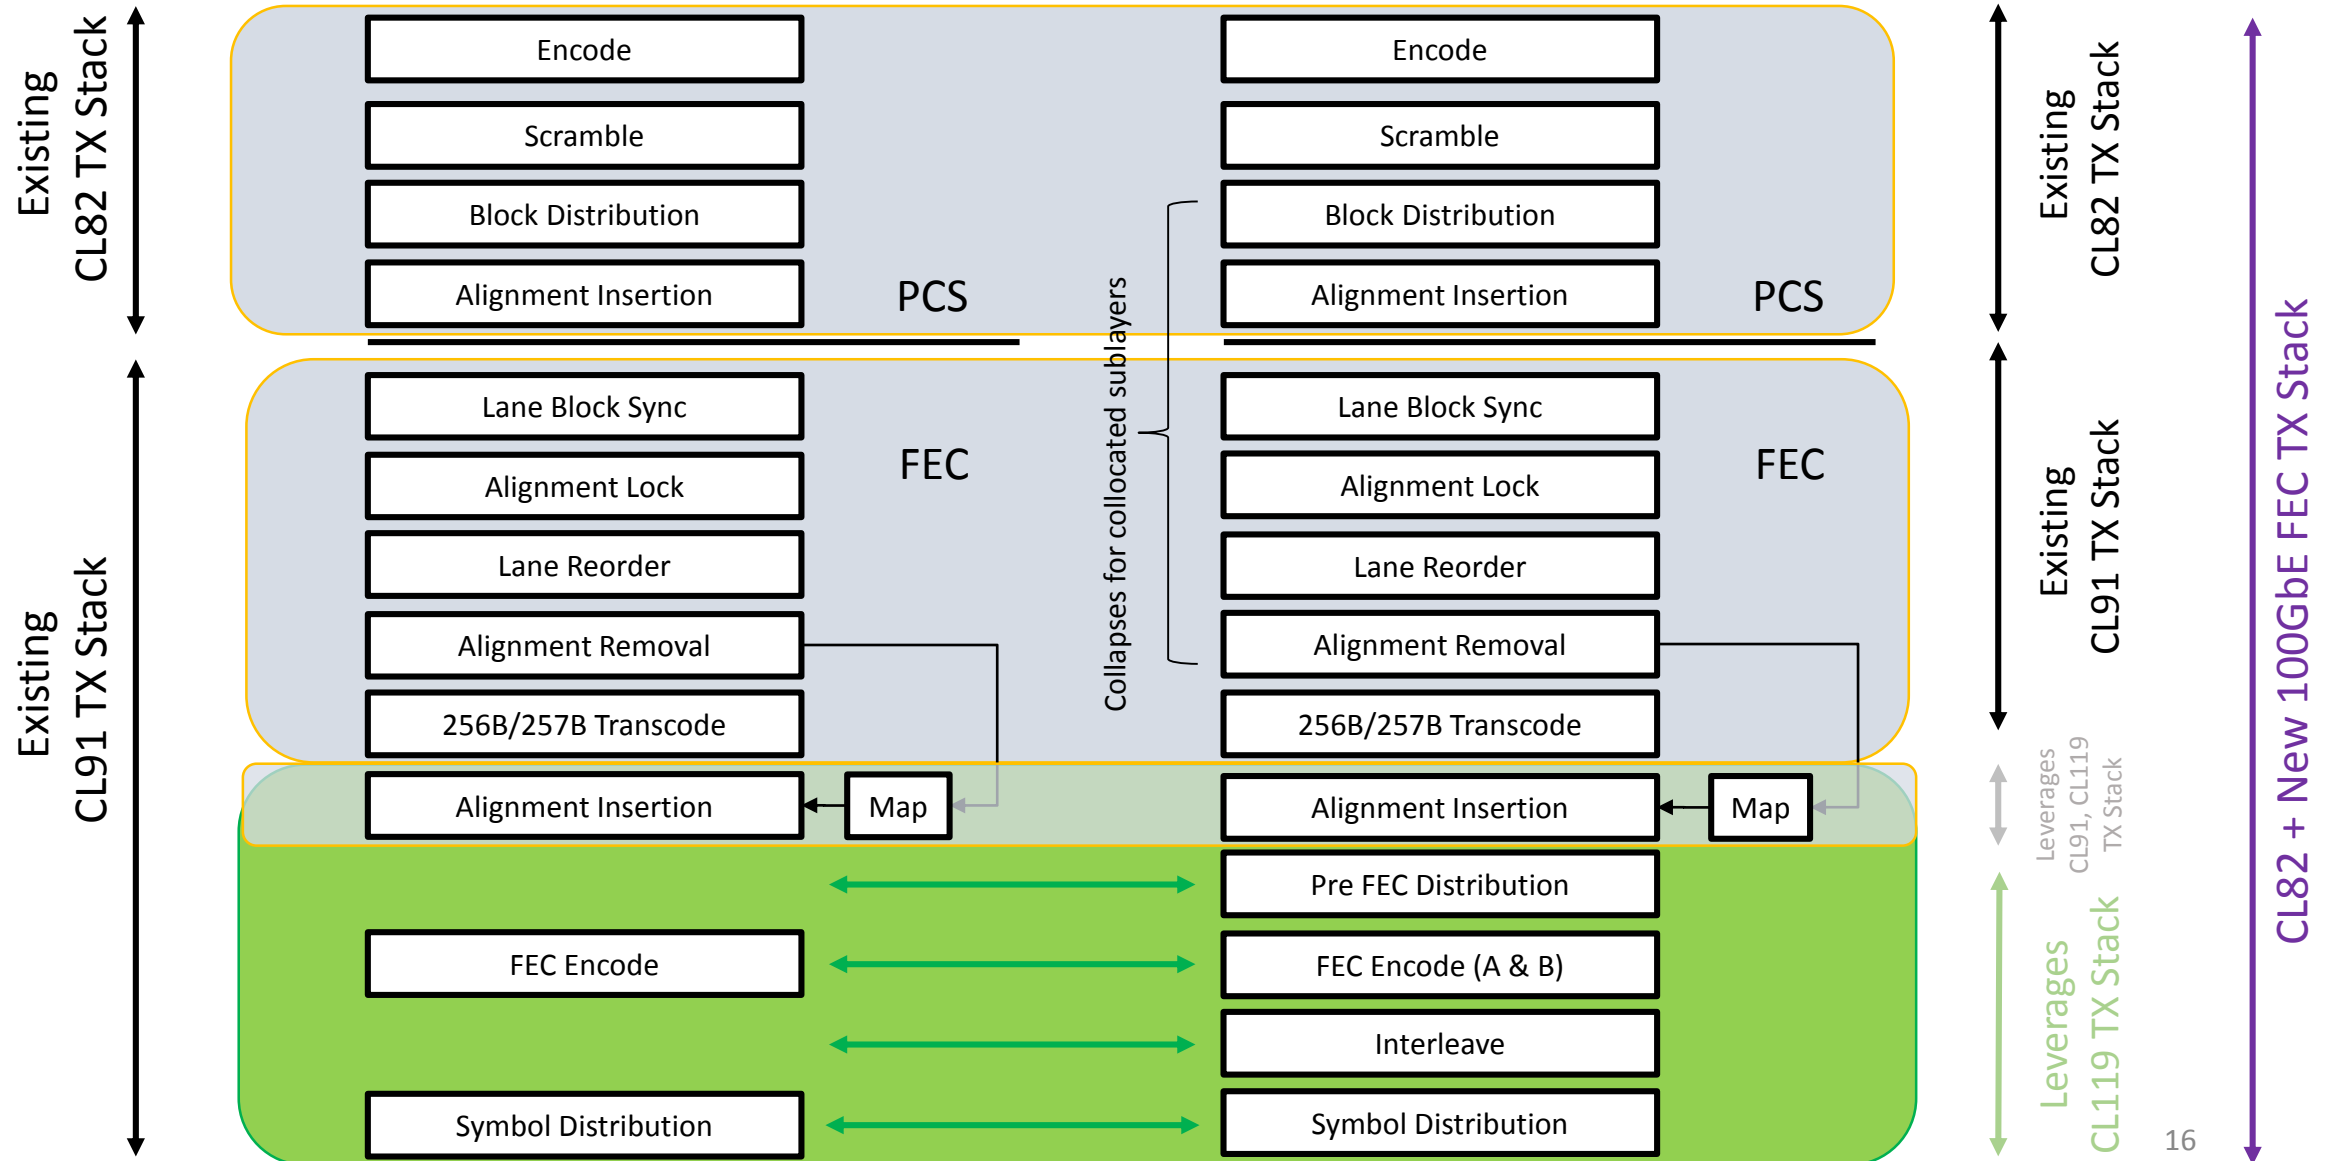 Existing
CL82 TX Stack
Encode
Scramble
Block Distribution
Alignment Insertion
PCS
Encode
Scramble
Block Distribution
Alignment Insertion
PCS
Existing
CL82 TX Stack
Existing
CL91 TX Stack
Lane Block Sync
Alignment Lock
Lane Reorder
Alignment Removal
256B/257B Transcode
FEC
Alignment Insertion
Map
FEC Encode
Symbol Distribution
Collapses for collocated sublayers
Lane Block Sync
Alignment Lock
Lane Reorder
Alignment Removal
256B/257B Transcode
FEC
Alignment Insertion
Map
Pre FEC Distribution
FEC Encode (A & B)
Interleave
Symbol Distribution
Existing
CL91 TX Stack
Leverages
CL91, CL119
TX Stack
Leverages
CL119 TX Stack
CL82 + New 100GbE FEC TX Stack
16